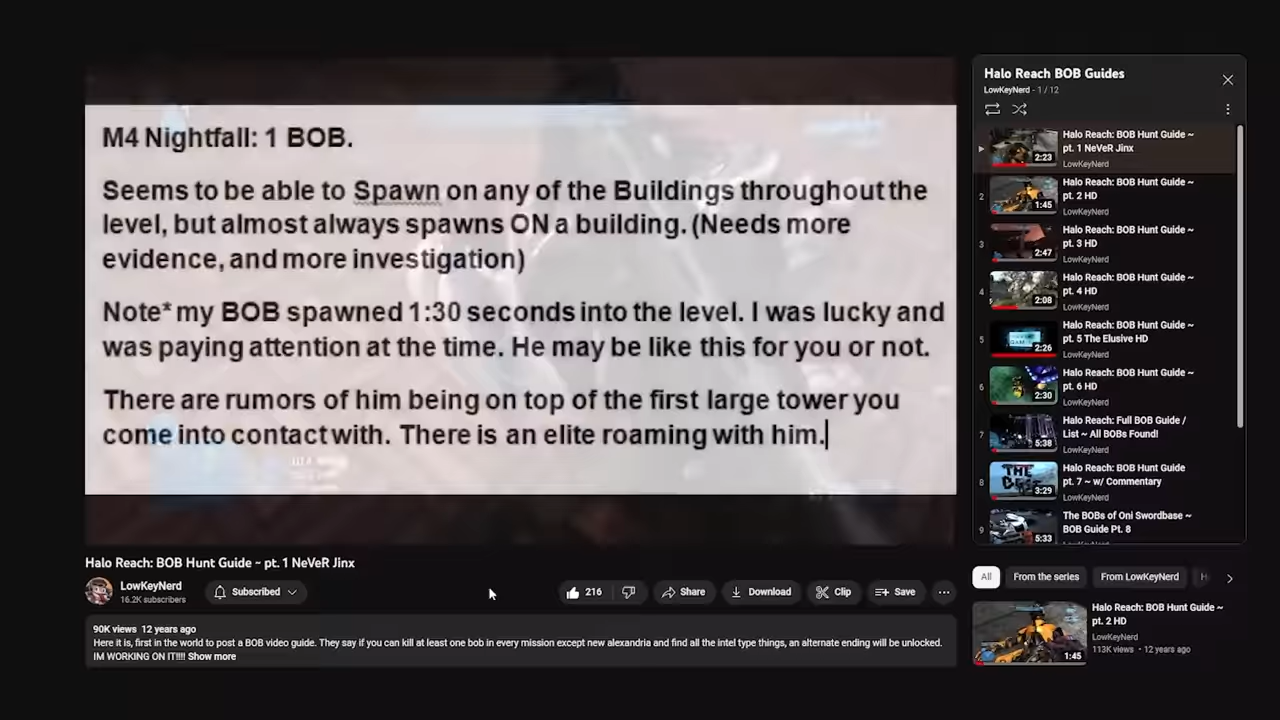 M4 Nightfall: 1 BOB.
Seems to be able to Spawn on any of the Buildings throughout the
level, but almost always spawns ON a building. (Needs more
evidence, and more investigation)
Note* my BOB spawned 1:30 seconds into the level. I was lucky and
was paying attention at the time. He may be like this for you or not.
There are rumors of him being on top of the first large tower you
come into contact with. There is an elite roaming with him.
Halo Reach: BOB Hunt Guide ~ pt. 1 NeVeR Jinx
LowKeyNerd
16.2K subscribers
Subscribed
216
Share
Download
Clip
Save
90K views 12 years ago
Here it is, first in the world to post a BOB video guide. They say if you can kill at least one bob in every mission except new alexandria and find all the intel type things, an alternate ending will be unlocked.
IM WORKING ON IT!!!! Show more
Halo Reach BOB Guides
LowKeyNerd - 1 / 12
Halo Reach: BOB Hunt Guide ~
pt. 1 NeVeR Jinx
LowKeyNerd
2:23
2
Halo Reach: BOB Hunt Guide ~
pt. 2 HD
LowKeyNerd
1:45
3
Halo Reach: BOB Hunt Guide ~
pt. 3 HD
LowKeyNerd
2:47
4
Halo Reach: BOB Hunt Guide ~
pt. 4 HD
LowKeyNerd
2:08
5
Halo Reach: BOB Hunt Guide ~
pt. 5 The Elusive HD
LowKeyNerd
2:26
6
Halo Reach: BOB Hunt Guide ~
pt. 6 HD
LowKeyNerd
2:30
7
Halo Reach: Full BOB Guide /
List ~ All BOBs Found!
LowKeyNerd
5:38
8
Halo Reach: BOB Hunt Guide
pt. 7 ~ w/ Commentary
LowKeyNerd
THE
3:29
9
The BOBs of Oni Swordbase ~
BOB Guide Pt. 8
5:33
All
From the series
From LowKeyNerd
H
Halo Reach: BOB Hunt Guide ~
pt. 2 HD
LowKeyNerd
113K views • 12 years ago
1:45